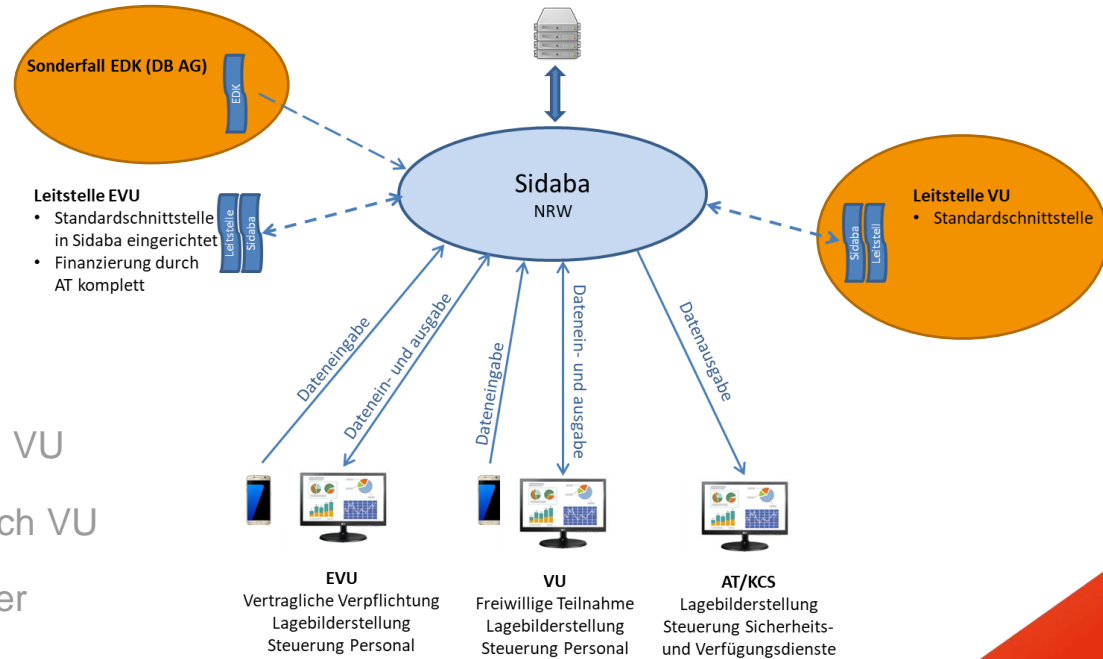 Sonderfall EDK (DB AG)
EDK
Sidaba
NRW
Leitstelle EVU
• Standardschnittstelle
in Sidaba eingerichtet
• Finanzierung durch
AT komplett
Leitstelle
Sidaba
Leitstelle VU
• Standardschnittstelle
Sidaba
Leitstell
Dateneingabe
Datenein- und ausgabe
Dateneingabe
Datenein- und ausgabe
Datenausgabe
VU
ch VU
er
EVU
Vertragliche Verpflichtung
Lagebilderstellung
Steuerung Personal
VU
Freiwillige Teilnahme
Lagebilderstellung
Steuerung Personal
AT/KCS
Lagebilderstellung
Steuerung Sicherheits-
und Verfügungsdienste